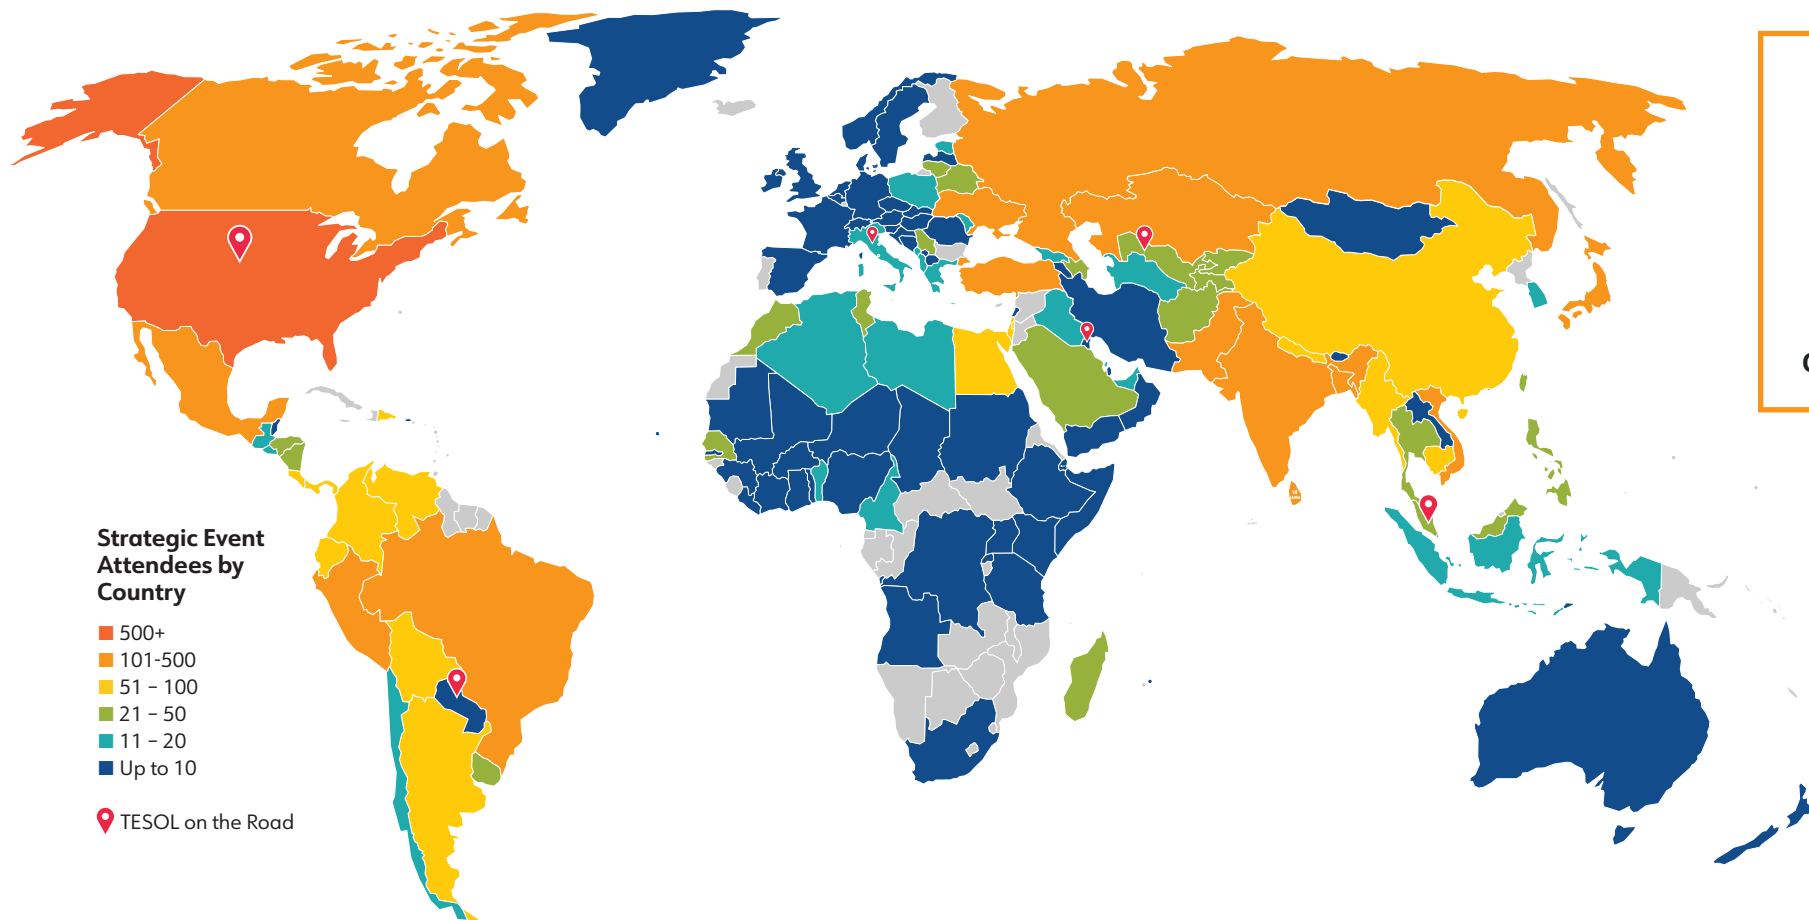 Strategic Event
Attendees by
Country
500+
101-500
51 – 100
21 – 50
11 – 20
Up to 10
TESOL on the Road